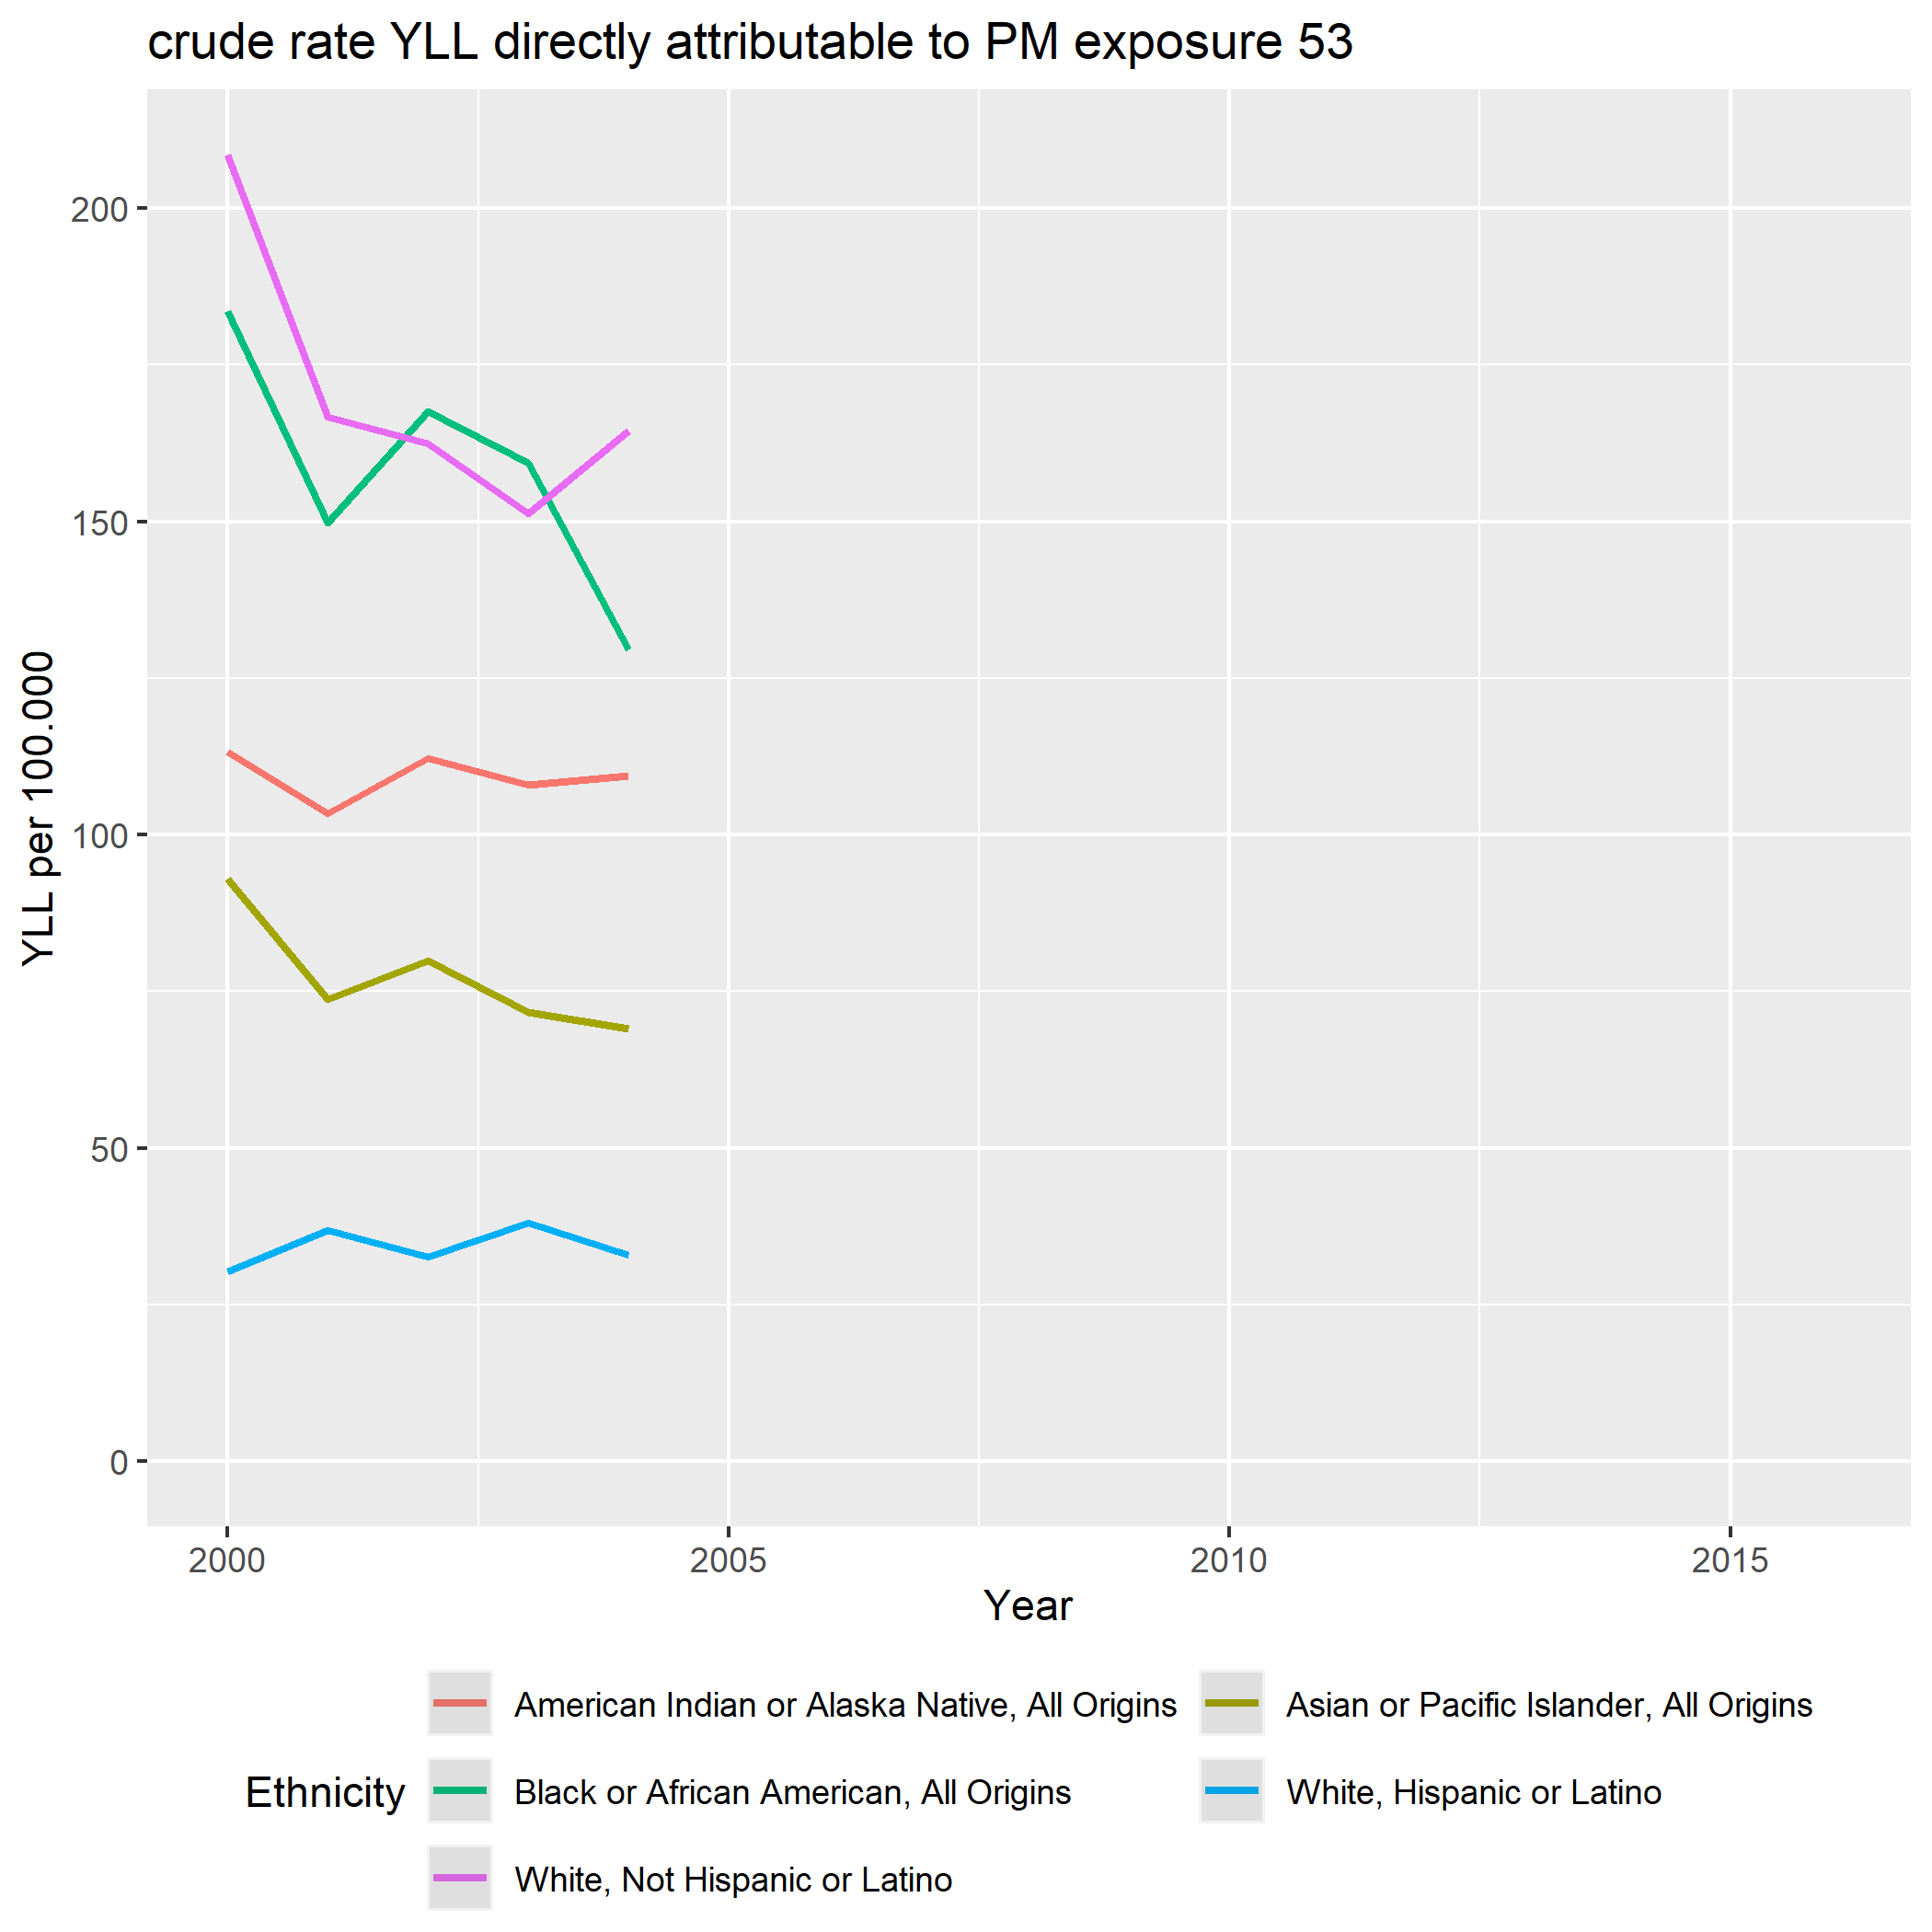 crude rate YLL directly attributable to PM exposure 53
YLL per 100.000
200
150
100
50
0
2000 2005 2010 2015
Year
Ethnicity
American Indian or Alaska Native, All Origins
Asian or Pacific Islander, All Origins
Black or African American, All Origins
White, Hispanic or Latino
White, Not Hispanic or Latino